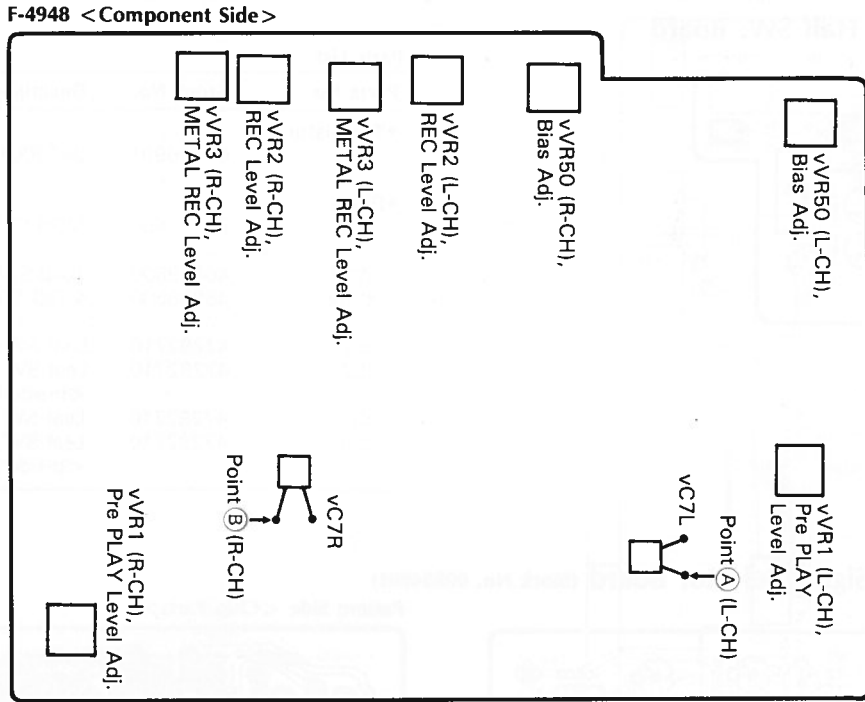 F-4948 <Component Side>
vVR3 (R-CH),
METAL REC Level Adj.
vVR2 (R-CH),
REC Level Adj.
vVR3 (L-CH),
METAL REC Level Adj.
vVR2 (L-CH),
REC Level Adj.
vVR50 (R-CH),
Bias Adj.
vVR50 (L-CH),
Bias Adj.
vVR1 (R-CH),
Pre PLAY Level Adj.
Point B (R-CH)
vC7R
vC7L
Point A (L-CH)
vVR1 (L-CH),
Pre PLAY
Level Adj.